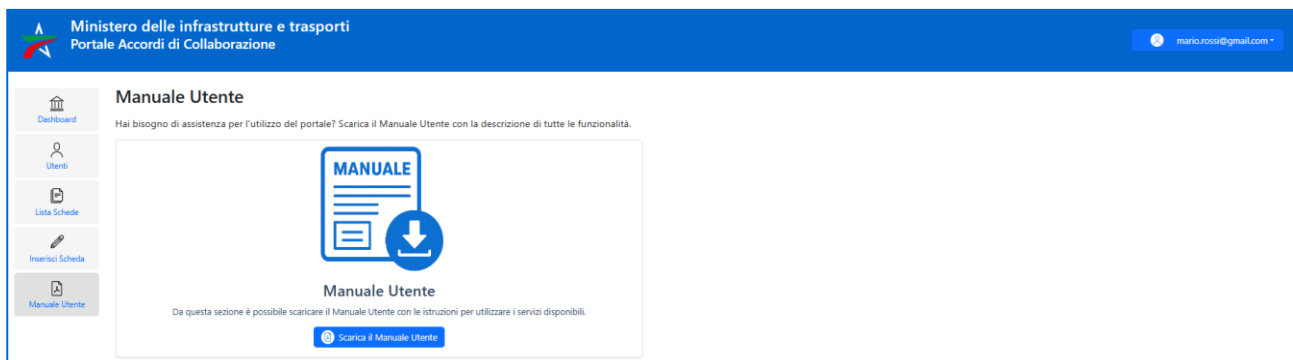 Ministero delle infrastrutture e trasporti
Portale Accordi di Collaborazione
mario.rossi@gmail.com
Dashboard
Utenti
Lista Schede
Inserisci Scheda
Manuale Utente
Manuale Utente
Hai bisogno di assistenza per l'utilizzo del portale? Scarica il Manuale Utente con la descrizione di tutte le funzionalità.
MANUALE
Manuale Utente
Da questa sezione è possibile scaricare il Manuale Utente con le istruzioni per utilizzare i servizi disponibili.
Scarica il Manuale Utente